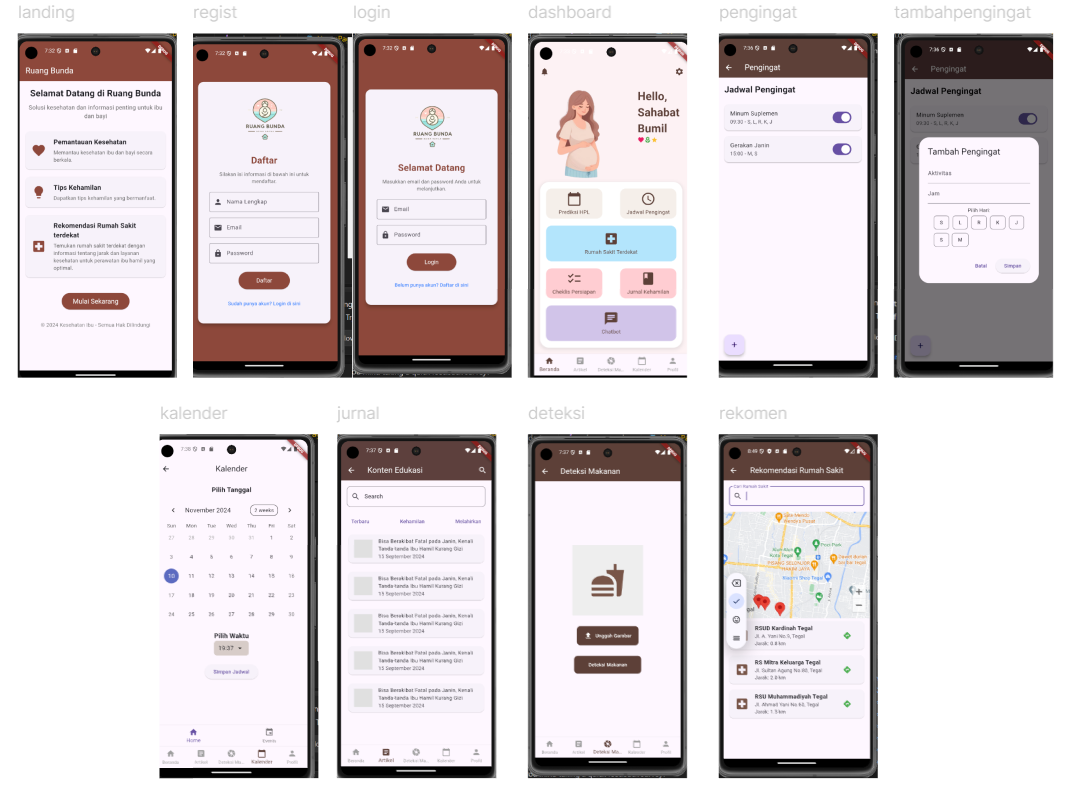 landing
regist
login
dashboard
pengingat
tambahpengingat
7:32
Ruang Bunda
Selamat Datang di Ruang Bunda
Solusi kesehatan dan informasi penting untuk Ibu
dan bayi
Pemantauan Kesehatan
Memantau kesehatan ibu dan bayi secara
berkala.
Tips Kehamilan
Dapatkan tips kehamilan yang bermanfaat.
Rekomendasi Rumah Sakit
terdekat
Temukan rumah sakit terdekat dengan
informasi tentang jarak dan layanan
kesehatan untuk perawatan ibu hamil yang
optimal.
Mulai Sekarang
© 2024 Kesehatan Ibu - Semua Hak Dilindungi
7:32
RUANG BUNDA
Daftar
Silakan isi informasi di bawah ini untuk
mendaftar.
Nama Lengkap
Email
Password
Daftar
Sudah punya akun? Login di sini
7:32
RUANG BUNDA
Selamat Datang
Masukkan email dan password Anda untuk
melanjutkan.
Email
Password
Login
Belum punya akun? Daftar di sini
Hello,
Sahabat
Bumil
Prediksi HPL
Jadwal Pengingat
Rumah Sakit Terdekat
Cheklis Persiapan
Jurnal Kehamilan
Chatbot
Beranda
Artikel
Deteksi Ma...
Kalender
Profil
7:36
Pengingat
Jadwal Pengingat
Minum Suplemen
09:30 - S, L, R, K, J
Gerakan Janin
15:00 - M, S
+
7:36
Pengingat
Jadwal Pengingat
Minum Suplemen
09:30 - S, L, R, K, J
Tambah Pengingat
Aktivitas
Jam
Pilih Hari:
S L R K J
S M
Batal
Simpan
+
kalender
jurnal
deteksi
rekomen
7:38
Kalender
Pilih Tanggal
November 2024
2 weeks
Sun Mon Tue Wed Thu Fri Sat
27 28 29 30 31 1 2
3 4 5 6 7 8 9
10 11 12 13 14 15 16
17 18 19 20 21 22 23
24 25 26 27 28 29 30
Pilih Waktu
19:37
Simpan Jadwal
Home
Events
Beranda
Artikel
Deteksi Ma...
Kalender
Profil
7:37
Konten Edukasi
Search
Terbaru
Kehamilan
Melahirkan
Bisa Berakibat Fatal pada Janin, Kenali
Tanda-tanda Ibu Hamil Kurang Gizi
15 September 2024
Bisa Berakibat Fatal pada Janin, Kenali
Tanda-tanda Ibu Hamil Kurang Gizi
15 September 2024
Bisa Berakibat Fatal pada Janin, Kenali
Tanda-tanda Ibu Hamil Kurang Gizi
15 September 2024
Bisa Berakibat Fatal pada Janin, Kenali
Tanda-tanda Ibu Hamil Kurang Gizi
15 September 2024
Bisa Berakibat Fatal pada Janin, Kenali
Tanda-tanda Ibu Hamil Kurang Gizi
15 September 2024
Beranda
Artikel
Deteksi Ma...
Kalender
Profil
7:37
Deteksi Makanan
Unggah Gambar
Deteksi Makanan
Beranda
Artikel
Deteksi Ma...
Kalender
Profil
8:49
Rekomendasi Rumah Sakit
Cari Rumah Sakit
+
−
RSUD Kardinah Tegal
Jl. A. Yani No.5, Tegal
Jarak: 0.8 km
RS Mitra Keluarga Tegal
Jl. Sultan Agung No.80, Tegal
Jarak: 2.0 km
RSU Muhammadiyah Tegal
Jl. Ahmad Yani No.60, Tegal
Jarak: 1.5 km